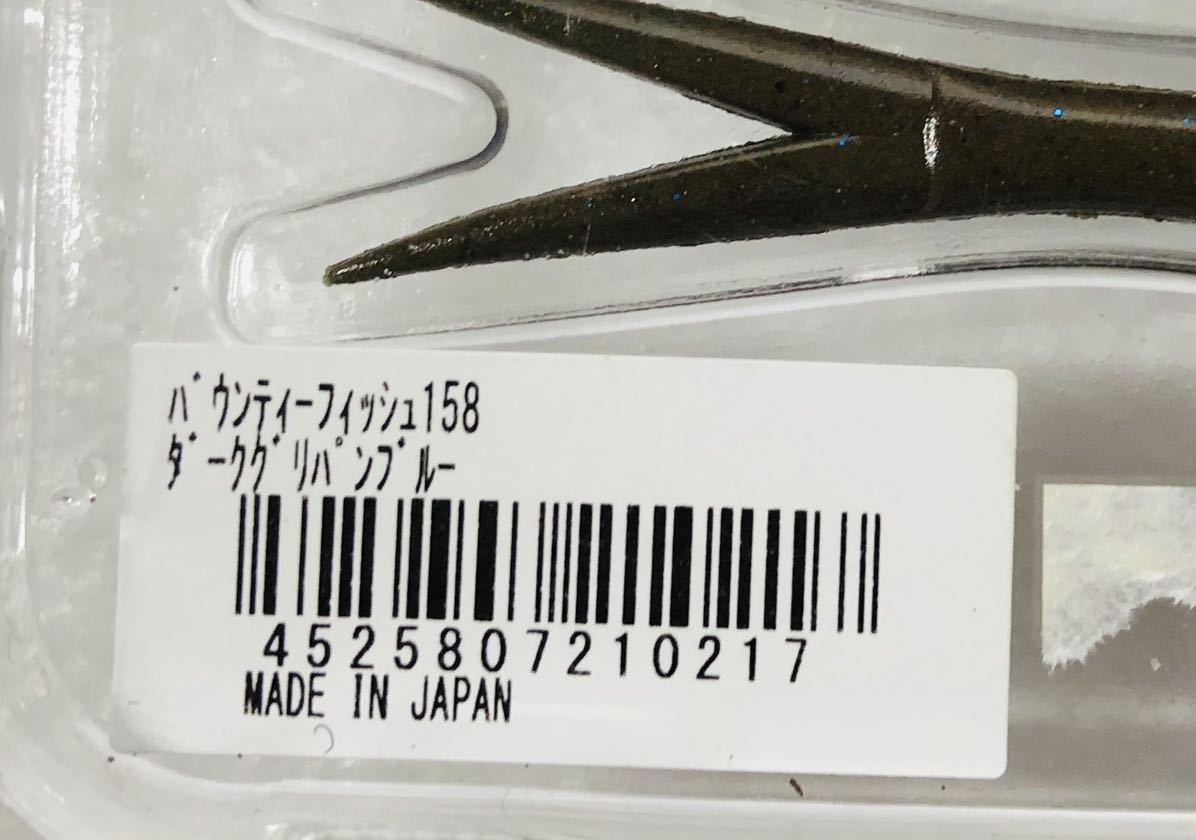 ﾊﾞｳﾝﾃｨｰﾌｨｯｼｭ158
ﾀﾞｰｸｸﾞﾘﾊﾟﾝﾌﾞﾙｰ
4525807210217
MADE IN JAPAN